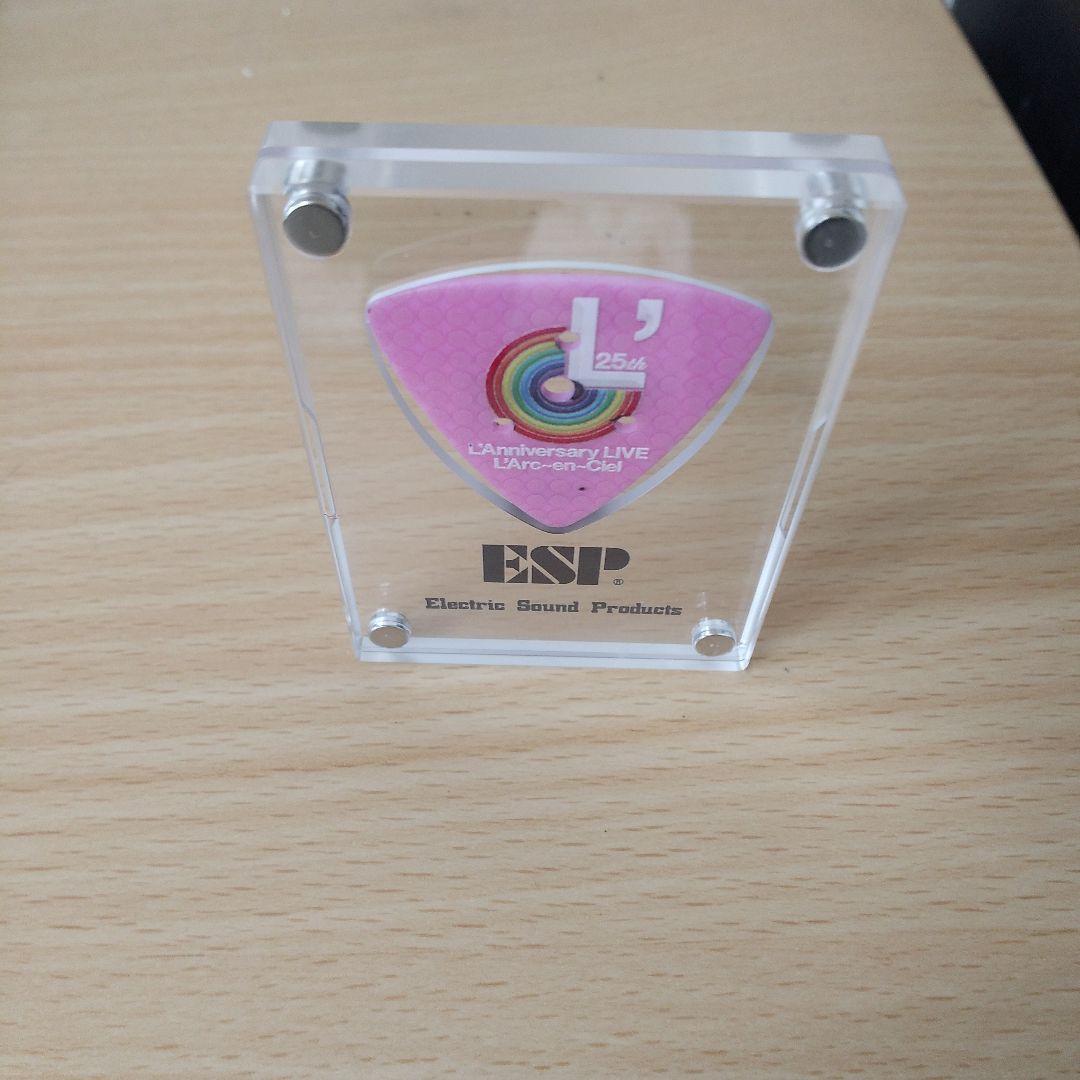 L’
25th
L’Anniversary LIVE
L’Arc~en~Ciel
ESP®
Electric Sound Products